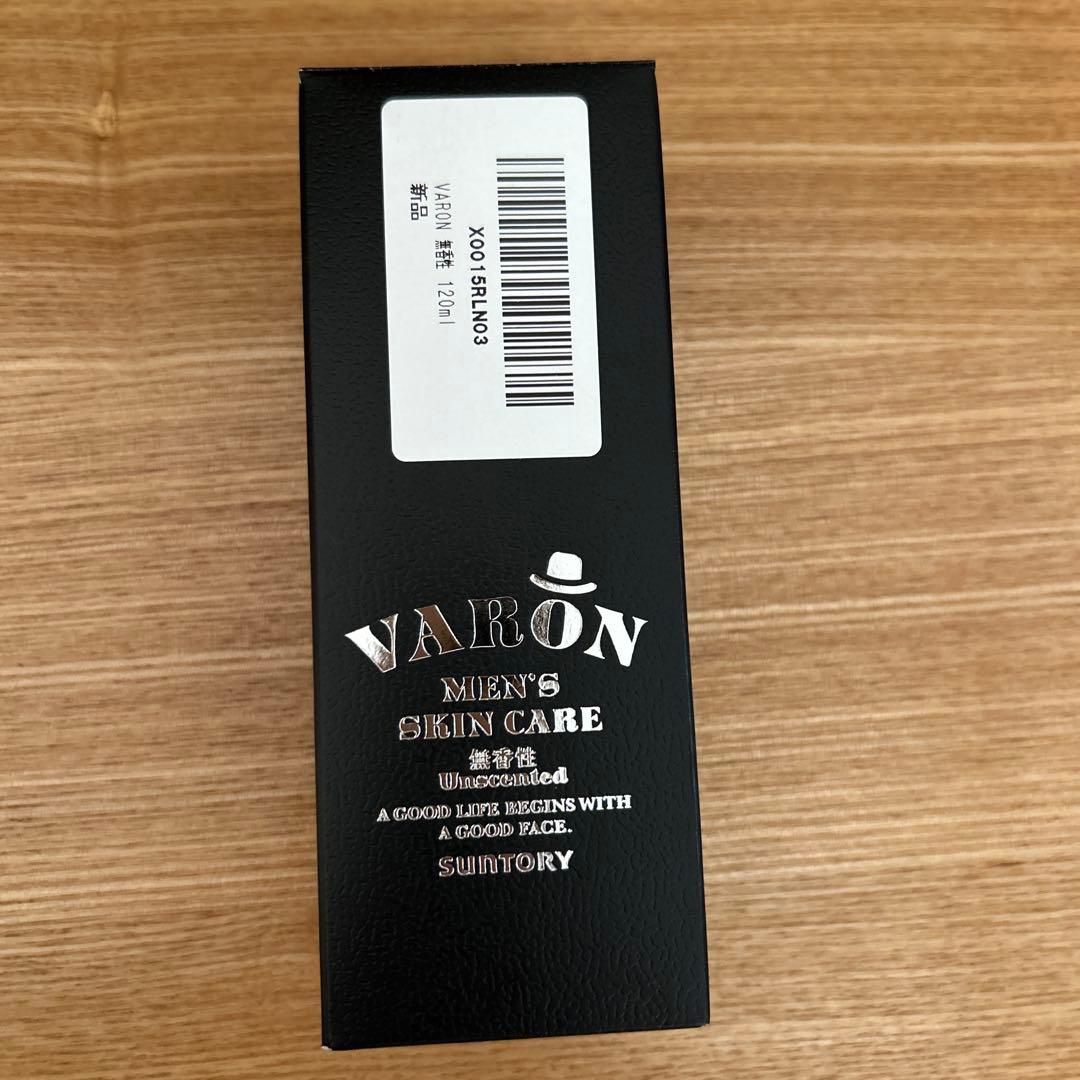 X0015RLN03
VARON 無香性 120ml
新品
VARON
MEN'S
SKIN CARE
無香性
Unscented
A GOOD LIFE BEGINS WITH
A GOOD FACE.
SUNTORY